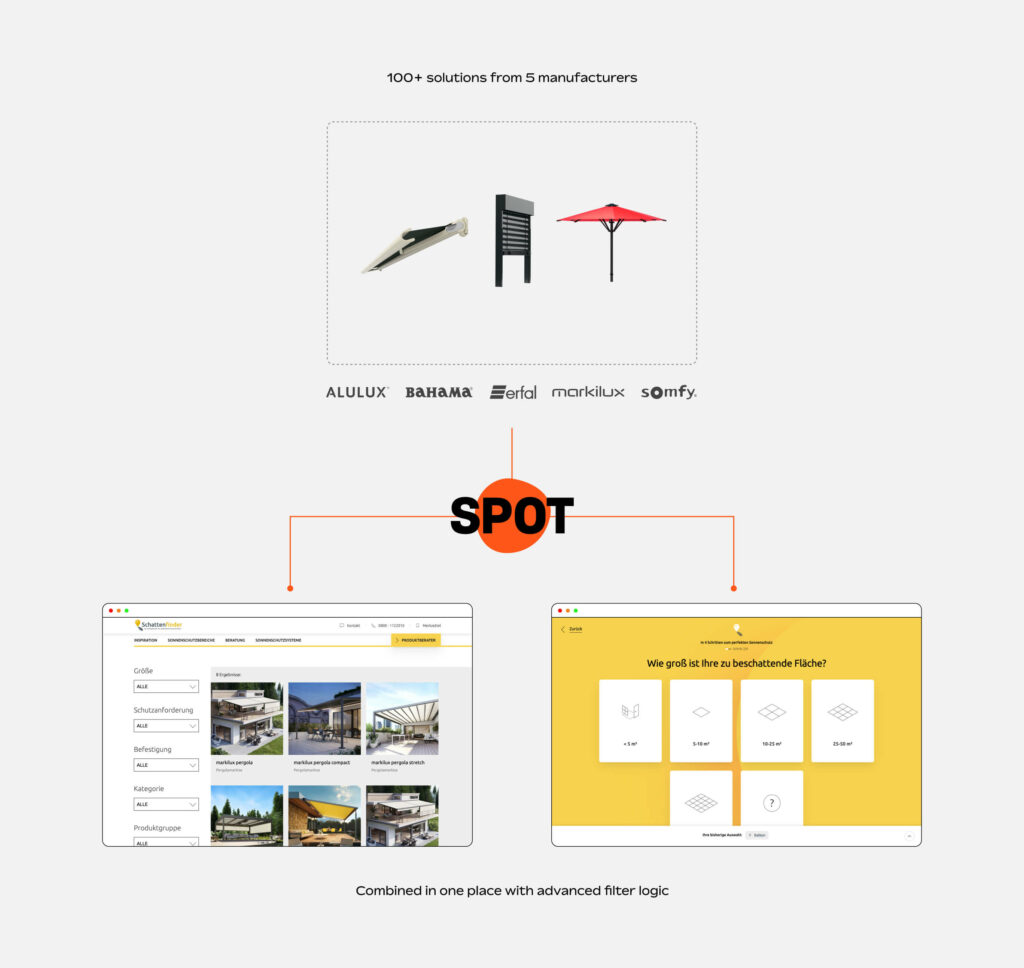 100+ solutions from 5 manufacturers
ALULUX
BAHAMA
erfal
markilux
somfy
SPOT
Schattenfinder
Kontakt
Merkzettel
INSPIRATION SONNENSCHUTZBEREICHE BERATUNG SONNENSCHUTZSYSTEME PRODUKTBERATER
Größe
ALLE
Schutzanforderung
ALLE
Befestigung
ALLE
Kategorie
ALLE
Produktgruppe
ALLE
8 Ergebnisse
markilux pergola
Pergolamarkise
markilux pergola compact
Pergolamarkise
markilux pergola stretch
Pergolamarkise
Zurück
In 4 Schritten zum perfekten Sonnenschutz
Wie groß ist Ihre zu beschattende Fläche?
< 5 m²
5-10 m²
10-25 m²
25-50 m²
?
Ihre bisherige Auswahl: Balkon
Combined in one place with advanced filter logic